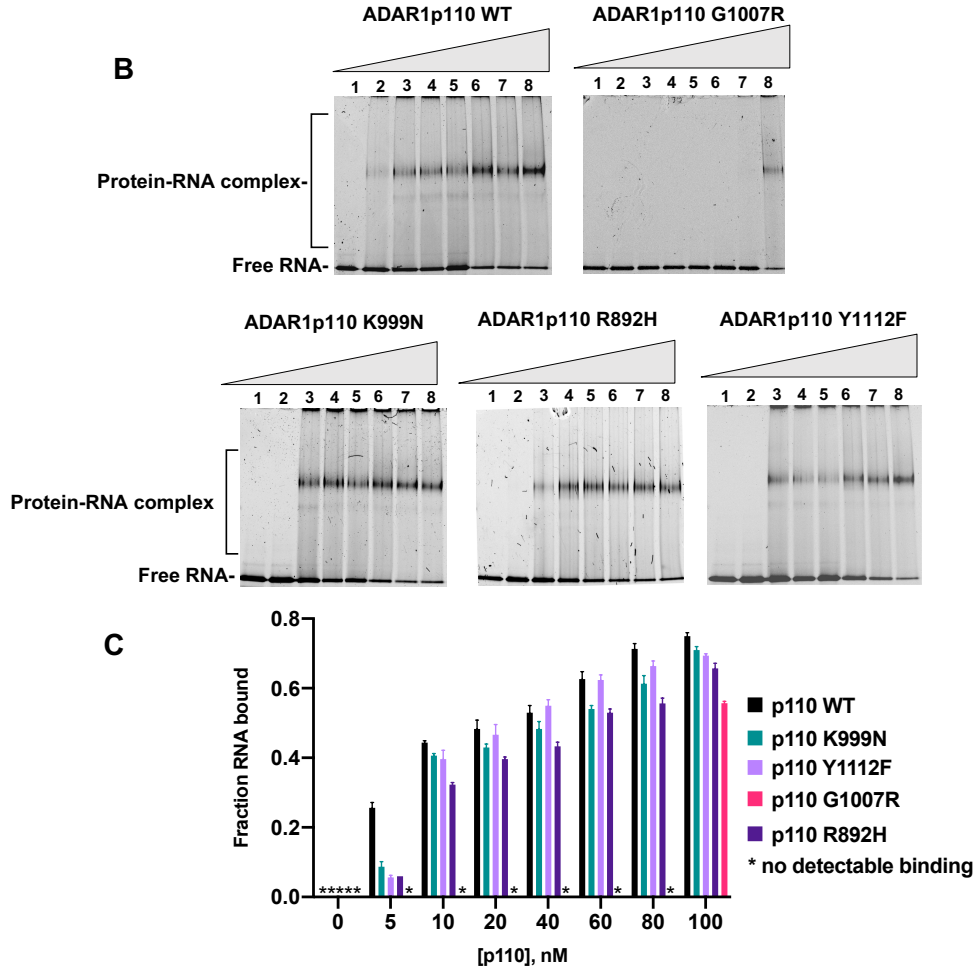 ADAR1p110 WT
ADAR1p110 G1007R
B
1 2 3 4 5 6 7 8
1 2 3 4 5 6 7 8
Protein-RNA complex-
Free RNA-
ADAR1p110 K999N
ADAR1p110 R892H
ADAR1p110 Y1112F
1 2 3 4 5 6 7 8
1 2 3 4 5 6 7 8
1 2 3 4 5 6 7 8
Protein-RNA complex
Free RNA-
C
Fraction RNA bound
0.8
0.6
0.4
0.2
0.0
*****
*
*
*
*
*
*
0 5 10 20 40 60 80 100
[p110], nM
p110 WT
p110 K999N
p110 Y1112F
p110 G1007R
p110 R892H
* no detectable binding